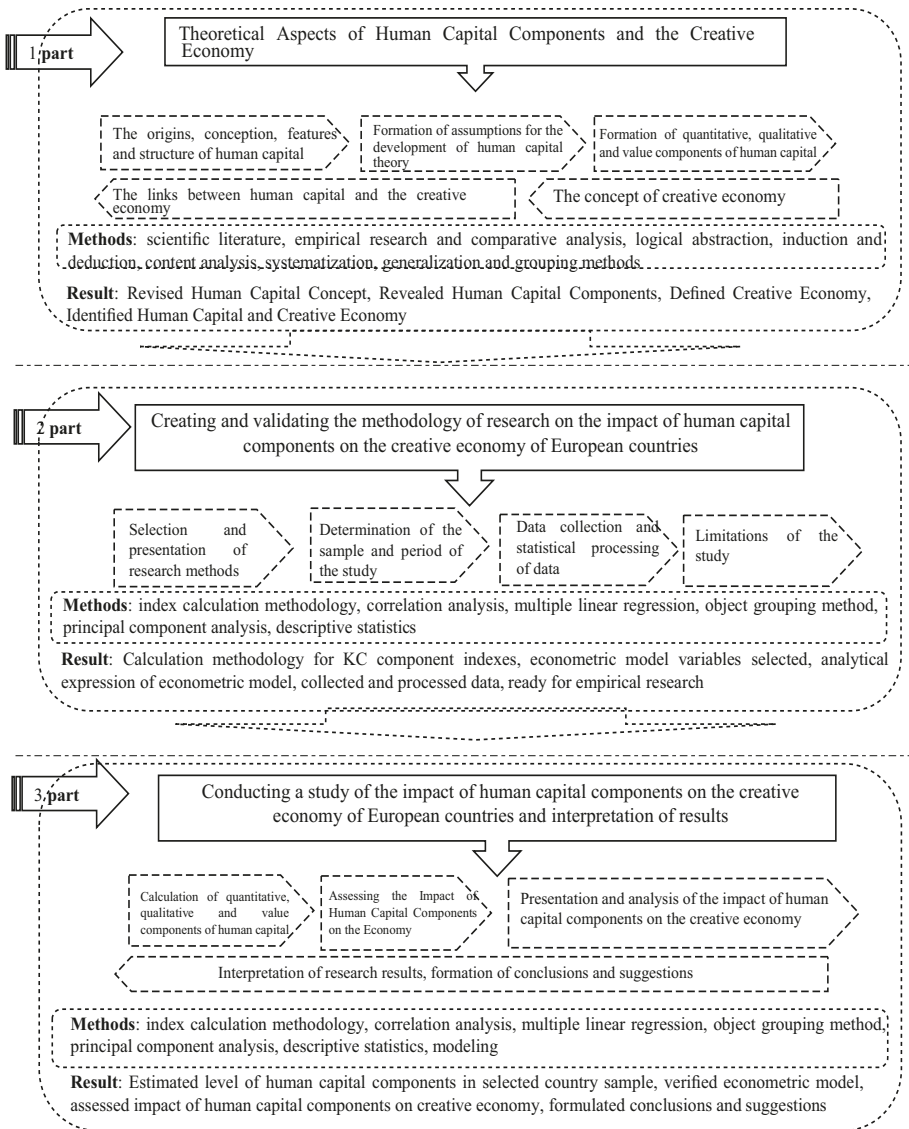 1 part
Theoretical Aspects of Human Capital Components and the Creative
Economy
The origins, conception, features
and structure of human capital
Formation of assumptions for the
development of human capital
theory
Formation of quantitative, qualitative
and value components of human capital
The links between human capital and the creative
economy
The concept of creative economy
Methods: scientific literature, empirical research and comparative analysis, logical abstraction, induction and
deduction, content analysis, systematization, generalization and grouping methods
Result: Revised Human Capital Concept, Revealed Human Capital Components, Defined Creative Economy,
Identified Human Capital and Creative Economy
2 part
Creating and validating the methodology of research on the impact of human capital
components on the creative economy of European countries
Selection and
presentation of
research methods
Determination of the
sample and period of
the study
Data collection and
statistical processing
of data
Limitations of the
study
Methods: index calculation methodology, correlation analysis, multiple linear regression, object grouping method,
principal component analysis, descriptive statistics
Result: Calculation methodology for KC component indexes, econometric model variables selected, analytical
expression of econometric model, collected and processed data, ready for empirical research
3 part
Conducting a study of the impact of human capital components on the creative
economy of European countries and interpretation of results
Calculation of quantitative,
qualitative and value
components of human capital
Assessing the Impact of
Human Capital Components
on the Economy
Presentation and analysis of the impact of human
capital components on the creative economy
Interpretation of research results, formation of conclusions and suggestions
Methods: index calculation methodology, correlation analysis, multiple linear regression, object grouping method,
principal component analysis, descriptive statistics, modeling
Result: Estimated level of human capital components in selected country sample, verified econometric model,
assessed impact of human capital components on creative economy, formulated conclusions and suggestions